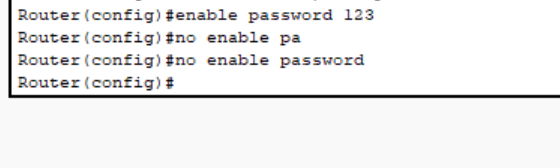 Router(config)#enable password 123
Router(config)#no enable pa
Router(config)#no enable password
Router(config)#